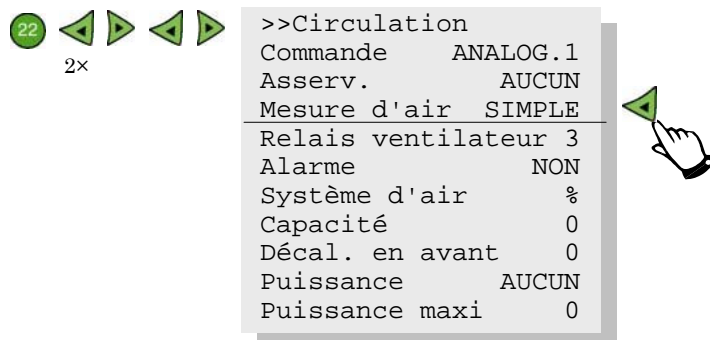 22
2×
>>Circulation
Commande ANALOG.1
Asserv. AUCUN
Mesure d'air SIMPLE
Relais ventilateur 3
Alarme NON
Système d'air %
Capacité 0
Décal. en avant 0
Puissance AUCUN
Puissance maxi 0